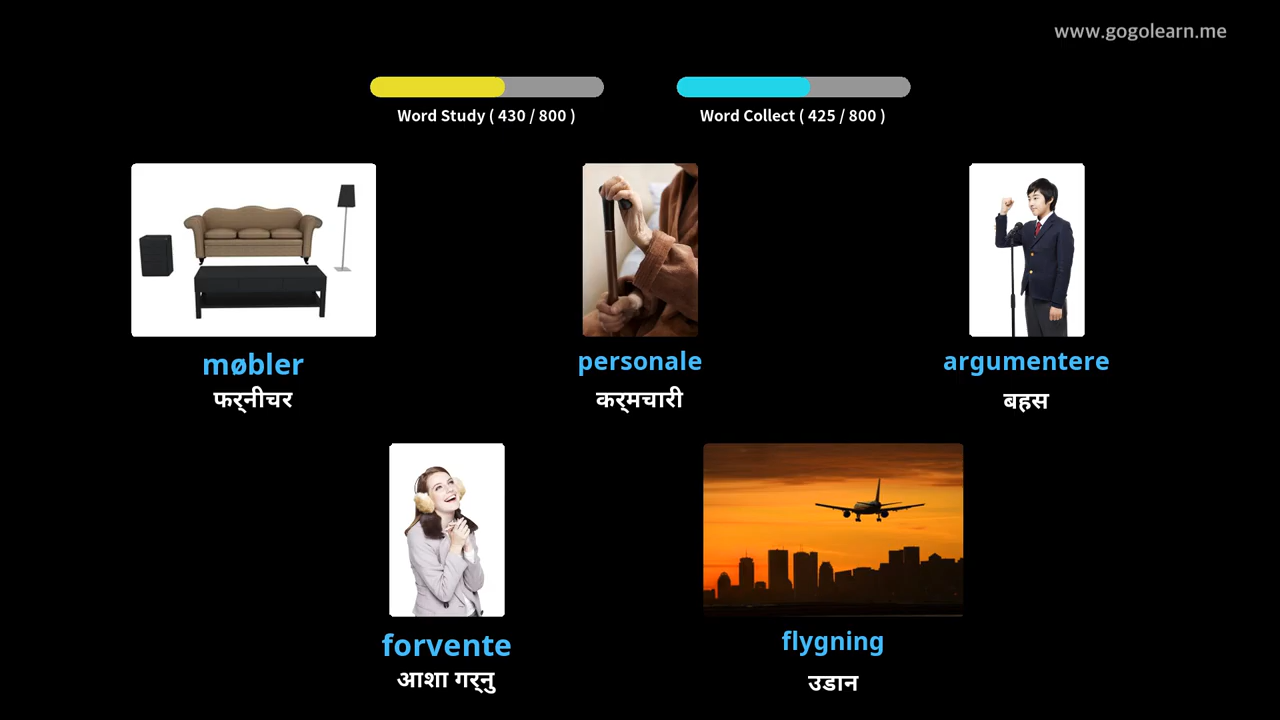 www.gogolearn.me
Word Study ( 430 / 800 )
Word Collect ( 425 / 800 )
møbler
फर्‍नीचर
personale
कर्‍मचारी
argumentere
बहस
forvente
आशा गर्‍नु
flygning
उडान